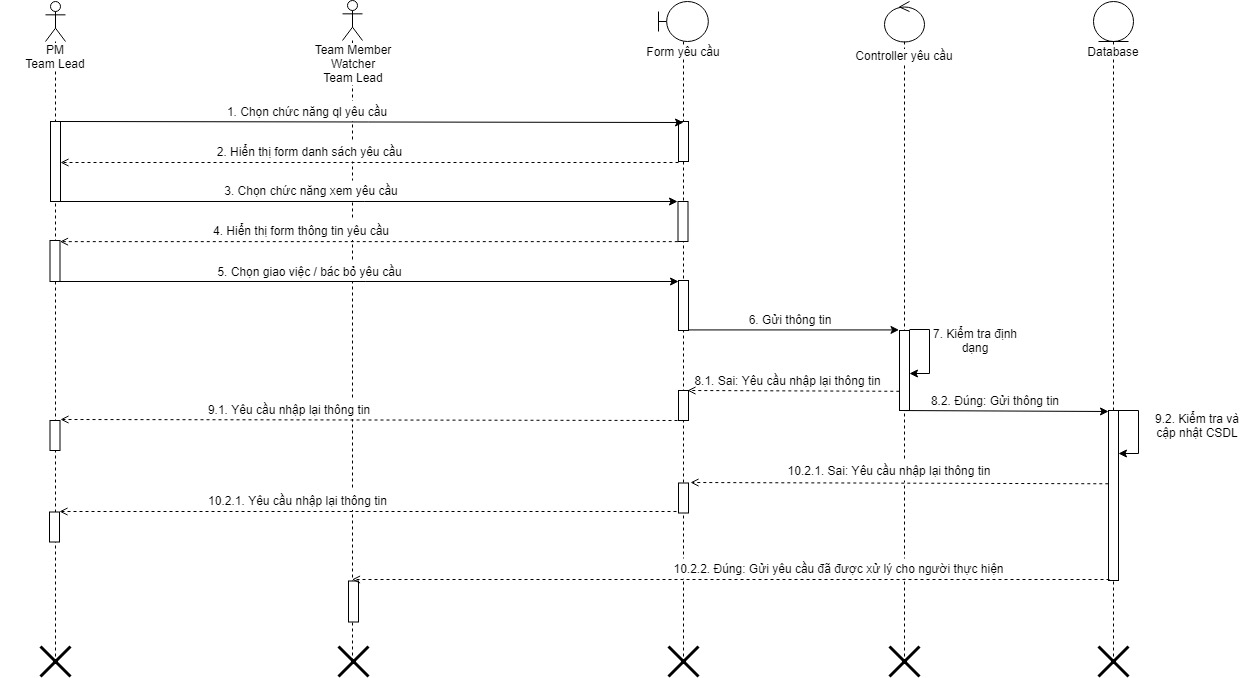 PM
Team Lead
Team Member
Watcher
Team Lead
Form yêu cầu
Controller yêu cầu
Database
1. Chọn chức năng ql yêu cầu
2. Hiển thị form danh sách yêu cầu
3. Chọn chức năng xem yêu cầu
4. Hiển thị form thông tin yêu cầu
5. Chọn giao việc / bác bỏ yêu cầu
6. Gửi thông tin
7. Kiểm tra định
dạng
8.1. Sai: Yêu cầu nhập lại thông tin
8.2. Đúng: Gửi thông tin
9.1. Yêu cầu nhập lại thông tin
9.2. Kiểm tra và
cập nhật CSDL
10.2.1. Sai: Yêu cầu nhập lại thông tin
10.2.1. Yêu cầu nhập lại thông tin
10.2.2. Đúng: Gửi yêu cầu đã được xử lý cho người thực hiện